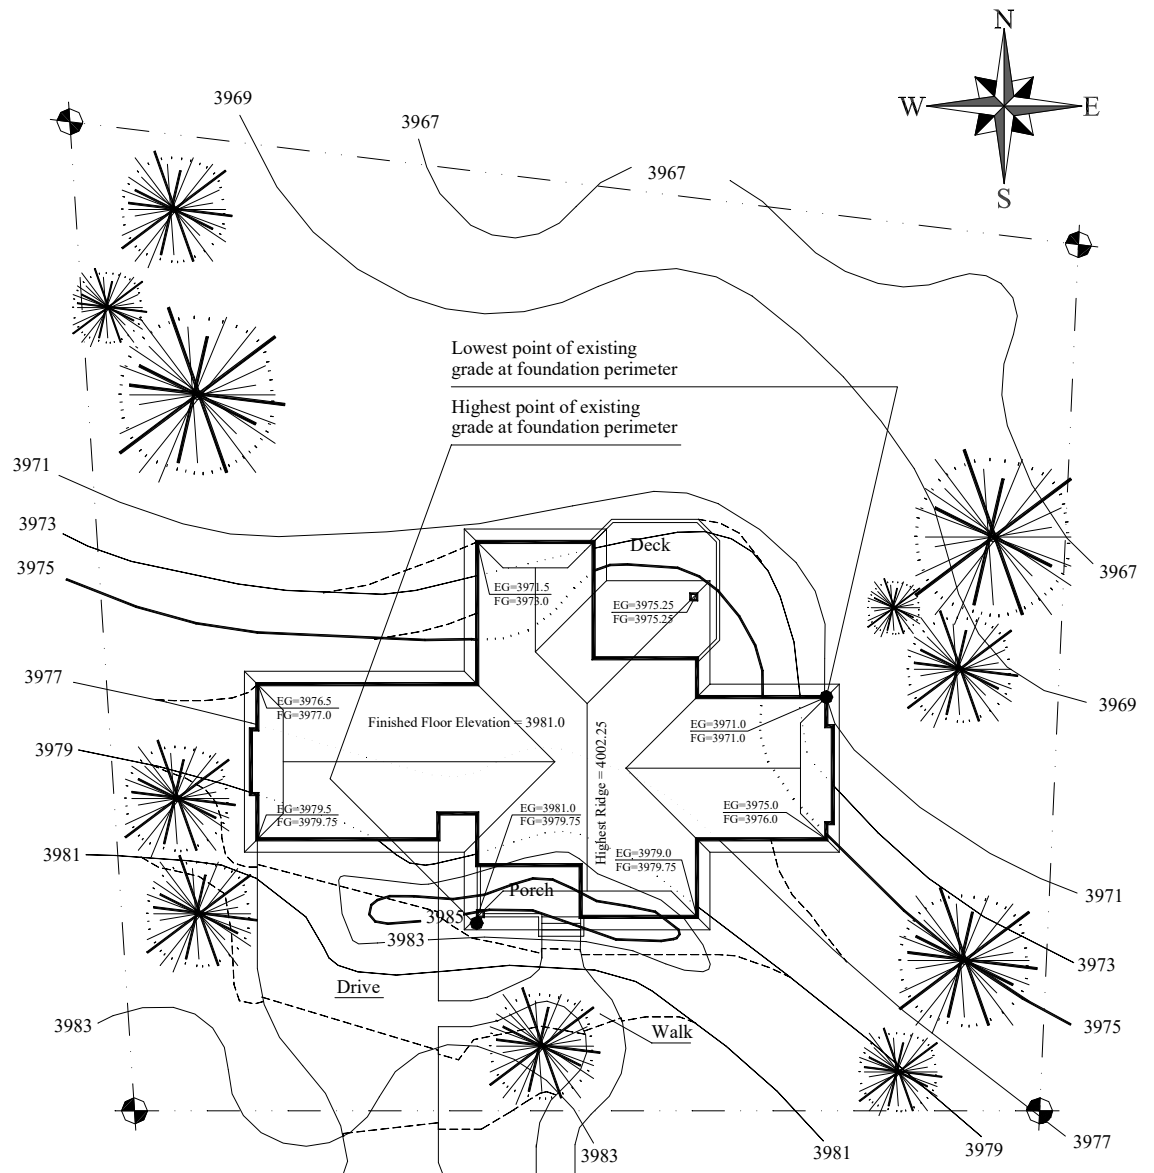 N
3969
3967
W
E
3967
S
Lowest point of existing
grade at foundation perimeter
Highest point of existing
grade at foundation perimeter
3971
3973
Deck
3975
3967
EG=3971.5
FG=3973.0
EG=3975.25
FG=3975.25
3977
3969
EG=3976.5
FG=3977.0
Finished Floor Elevation = 3981.0
EG=3971.0
FG=3971.0
Highest Ridge = 4002.25
3979
EG=3979.5
FG=3979.75
EG=3981.0
FG=3979.75
EG=3975.0
FG=3976.0
3981
EG=3979.0
FG=3979.75
Porch
3971
3985
3983
3973
Drive
3983
Walk
3975
3977
3981
3979
3983